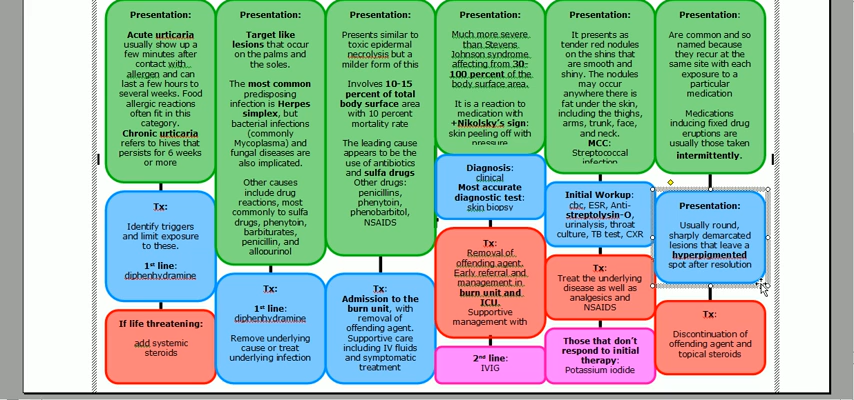 Presentation:
Acute urticaria
usually show up a
few minutes after
contact with
allergen and can
last a few hours to
several weeks. Food
allergic reactions
often fit in this
category.
Chronic urticaria
refers to hives that
persists for 6 weeks
or more
Tx:
Identify triggers
and limit exposure
to these.
1st line:
diphenhydramine
If life threatening:
add systemic
steroids
Presentation:
Target like
lesions that occur
on the palms and
the soles.
The most common
predisposing
infection is Herpes
simplex, but
bacterial infections
(commonly
Mycoplasma) and
fungal diseases are
also implicated.
Other causes
include drug
reactions, most
commonly to sulfa
drugs, phenytoin,
barbiturates,
penicillin, and
allopurinol
Tx:
1st line:
diphenhydramine
Remove underlying
cause or treat
underlying infection
Presentation:
Presents similar to
toxic epidermal
necrolysis but a
milder form of this
Involves 10-15
percent of total
body surface area
with 10 percent
mortality rate
The leading cause
appears to be the
use of antibiotics
and sulfa drugs
Other drugs:
penicillins,
phenytoin,
phenobarbitol,
NSAIDS
Tx:
Admission to the
burn unit, with
removal of
offending agent.
Supportive care
including IV fluids
and symptomatic
treatment
Presentation:
Much more severe
than Stevens
Johnson syndrome
affecting from 30-
100 percent of the
body surface area.
It is a reaction to
medication with
+Nikolsky's sign:
skin peeling off with
pressure
Diagnosis:
clinical
Most accurate
diagnostic test:
skin biopsy
Tx:
Removal of
offending agent.
Early referral and
management in
burn unit and
ICU.
Supportive
management with
2nd line:
IVIG
Presentation:
It presents as
tender red nodules
on the shins that
are smooth and
shiny. The nodules
may occur
anywhere there is
fat under the skin,
including the thighs,
arms, trunk, face,
and neck.
MCC:
Streptococcal
infection
Initial Workup:
cbc, ESR, Anti-
streptolysin-O,
urinalysis, throat
culture, TB test, CXR
Tx:
Treat the underlying
disease as well as
analgesics and
NSAIDS
Those that don't
respond to initial
therapy:
Potassium iodide
Presentation:
Are common and so
named because
they recur at the
same site with each
exposure to a
particular
medication
Medications
inducing fixed drug
eruptions are
usually those taken
intermittently.
Presentation:
Usually round,
sharply demarcated
lesions that leave a
hyperpigmented
spot after resolution
Tx:
Discontinuation of
offending agent and
topical steroids